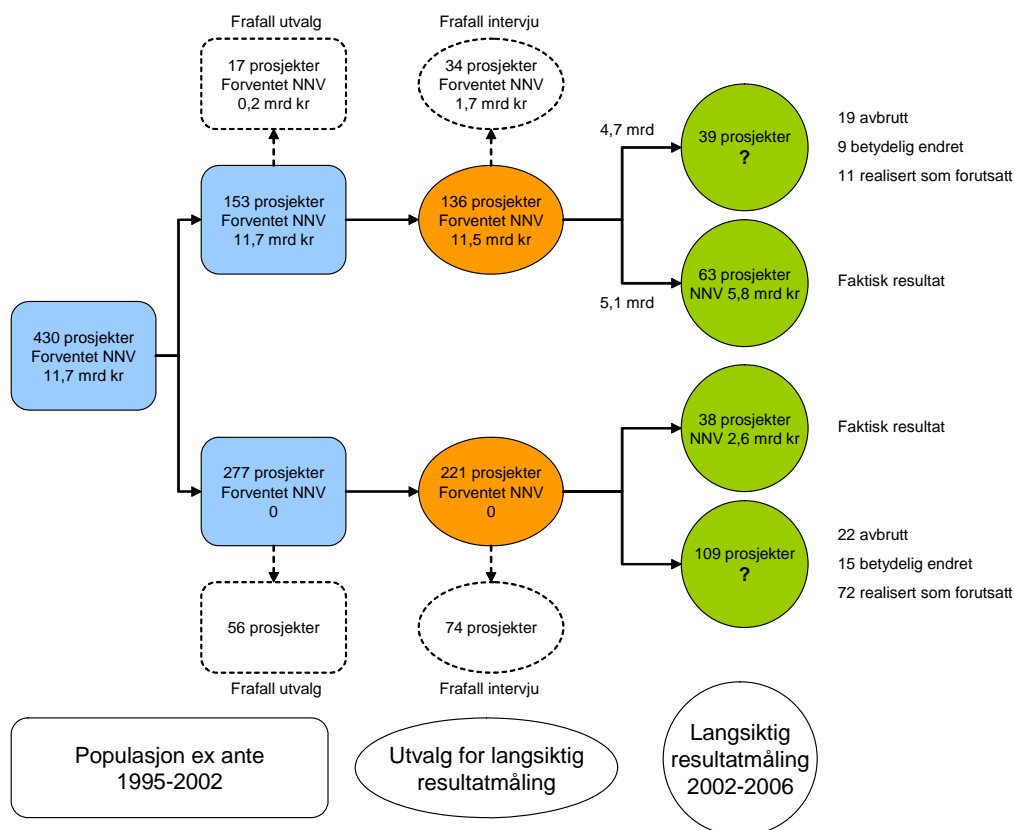 Frafall utvalg
17 prosjekter
Forventet NNV
0,2 mrd kr
Frafall intervju
34 prosjekter
Forventet NNV
1,7 mrd kr
153 prosjekter
Forventet NNV
11,7 mrd kr
136 prosjekter
Forventet NNV
11,5 mrd kr
4,7 mrd
39 prosjekter
?
19 avbrutt
9 betydelig endret
11 realisert som forutsatt
5,1 mrd
63 prosjekter
NNV 5,8 mrd kr
Faktisk resultat
430 prosjekter
Forventet NNV
11,7 mrd kr
277 prosjekter
Forventet NNV
0
221 prosjekter
Forventet NNV
0
38 prosjekter
NNV 2,6 mrd kr
Faktisk resultat
109 prosjekter
?
22 avbrutt
15 betydelig endret
72 realisert som forutsatt
56 prosjekter
Frafall utvalg
74 prosjekter
Frafall intervju
Populasjon ex ante
1995-2002
Utvalg for langsiktig
resultatmåling
Langsiktig
resultatmåling
2002-2006